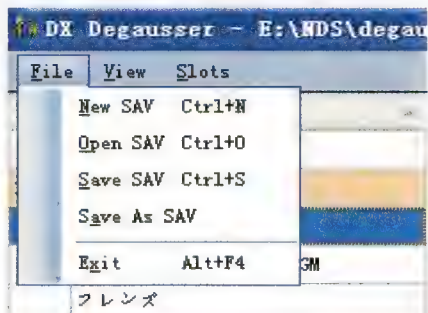 DX Degausser - E:\NDS\degau
File View Slots
New SAV Ctrl+N
Open SAV Ctrl+O
Save SAV Ctrl+S
Save As SAV
Exit Alt+F4
GM
フレンズ